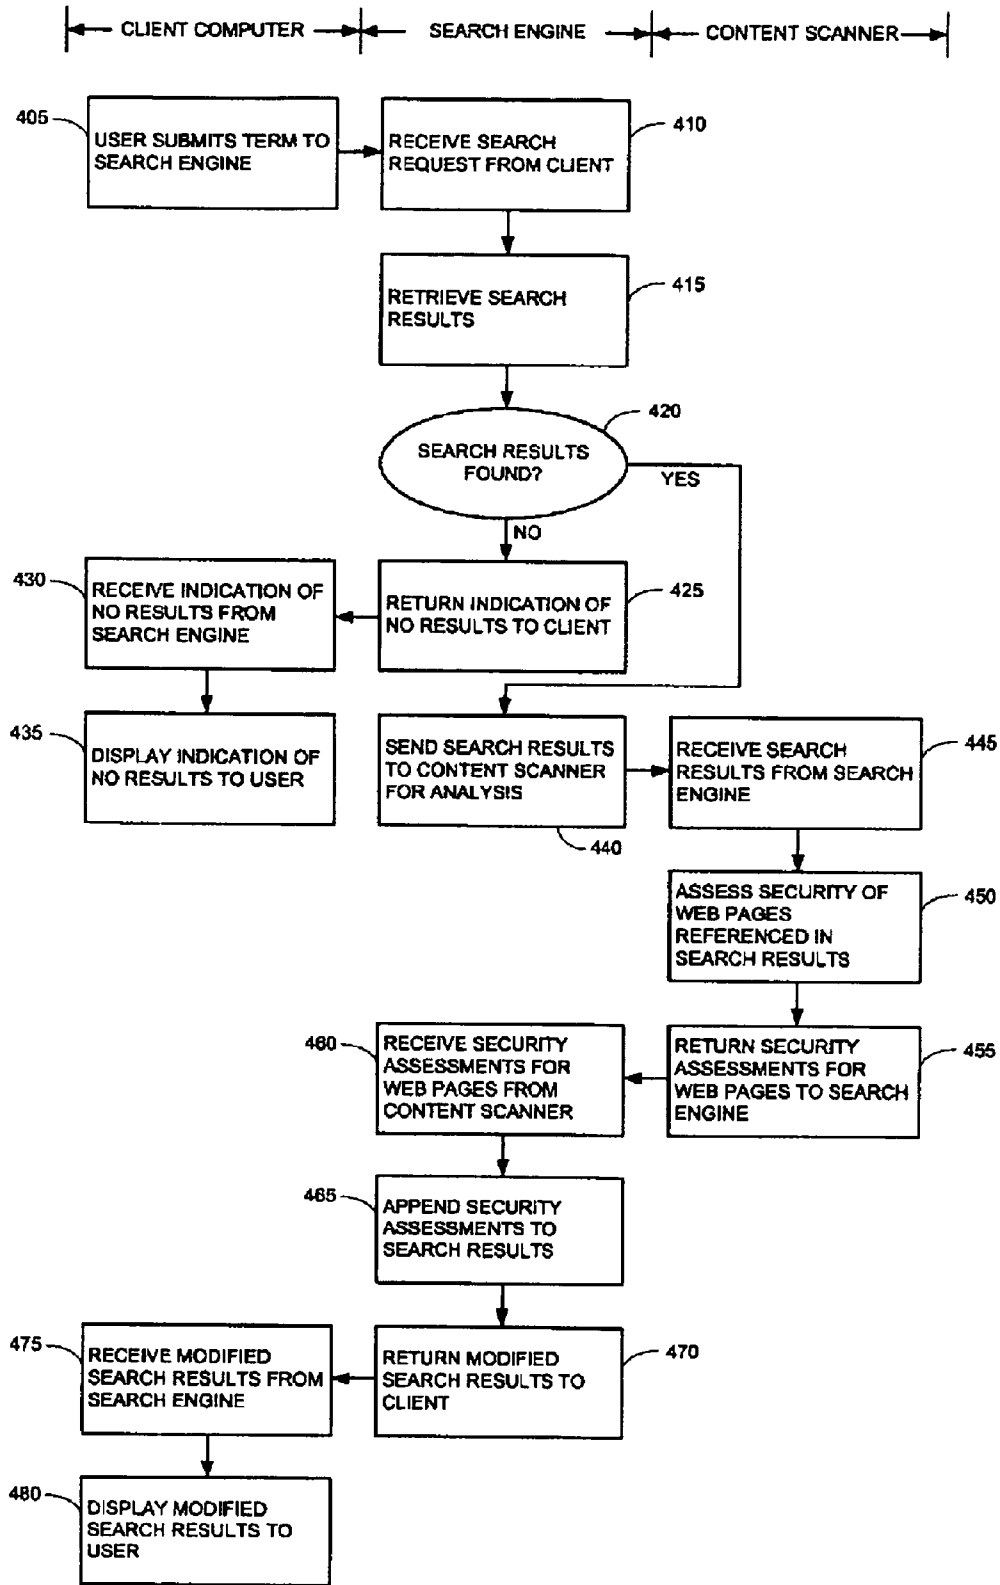 CLIENT COMPUTER
SEARCH ENGINE
CONTENT SCANNER
405
USER SUBMITS TERM TO
SEARCH ENGINE
410
RECEIVE SEARCH
REQUEST FROM CLIENT
415
RETRIEVE SEARCH
RESULTS
420
SEARCH RESULTS
FOUND?
YES
NO
430
RECEIVE INDICATION OF
NO RESULTS FROM
SEARCH ENGINE
425
RETURN INDICATION OF
NO RESULTS TO CLIENT
435
DISPLAY INDICATION OF
NO RESULTS TO USER
SEND SEARCH RESULTS
TO CONTENT SCANNER
FOR ANALYSIS
440
445
RECEIVE SEARCH
RESULTS FROM SEARCH
ENGINE
450
ASSESS SECURITY OF
WEB PAGES
REFERENCED IN
SEARCH RESULTS
460
RECEIVE SECURITY
ASSESSMENTS FOR
WEB PAGES FROM
CONTENT SCANNER
455
RETURN SECURITY
ASSESSMENTS FOR
WEB PAGES TO SEARCH
ENGINE
465
APPEND SECURITY
ASSESSMENTS TO
SEARCH RESULTS
475
RECEIVE MODIFIED
SEARCH RESULTS FROM
SEARCH ENGINE
470
RETURN MODIFIED
SEARCH RESULTS TO
CLIENT
480
DISPLAY MODIFIED
SEARCH RESULTS TO
USER